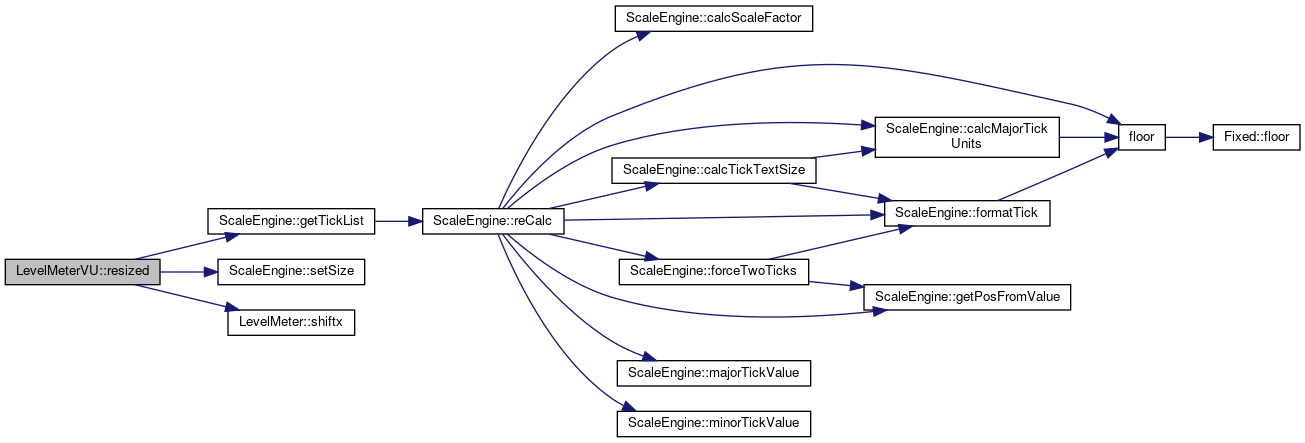 ScaleEngine::calcScaleFactor
ScaleEngine::calcMajorTick
Units
floor
Fixed::floor
ScaleEngine::calcTickTextSize
ScaleEngine::getTickList
ScaleEngine::reCalc
ScaleEngine::formatTick
LevelMeterVU::resized
ScaleEngine::setSize
ScaleEngine::forceTwoTicks
ScaleEngine::getPosFromValue
LevelMeter::shiftx
ScaleEngine::majorTickValue
ScaleEngine::minorTickValue